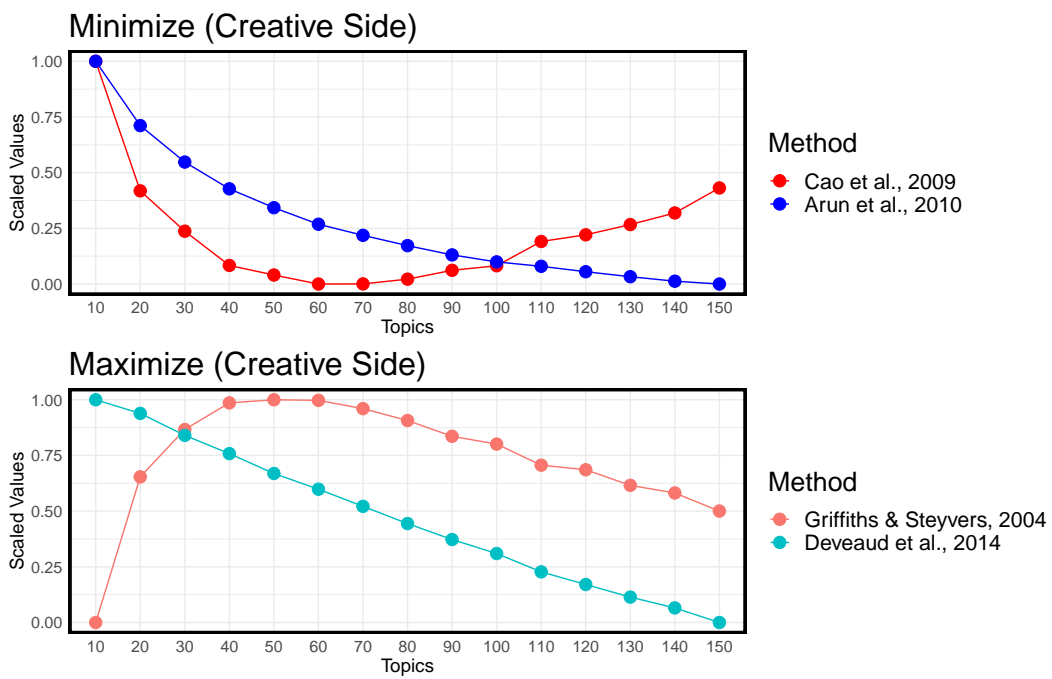 Minimize (Creative Side)
1.00
0.75
0.50
0.25
0.00
Scaled Values
10 20 30 40 50 60 70 80 90 100 110 120 130 140 150
Topics
Method
Cao et al., 2009
Arun et al., 2010
Maximize (Creative Side)
1.00
0.75
0.50
0.25
0.00
Scaled Values
10 20 30 40 50 60 70 80 90 100 110 120 130 140 150
Topics
Method
Griffiths & Steyvers, 2004
Deveaud et al., 2014